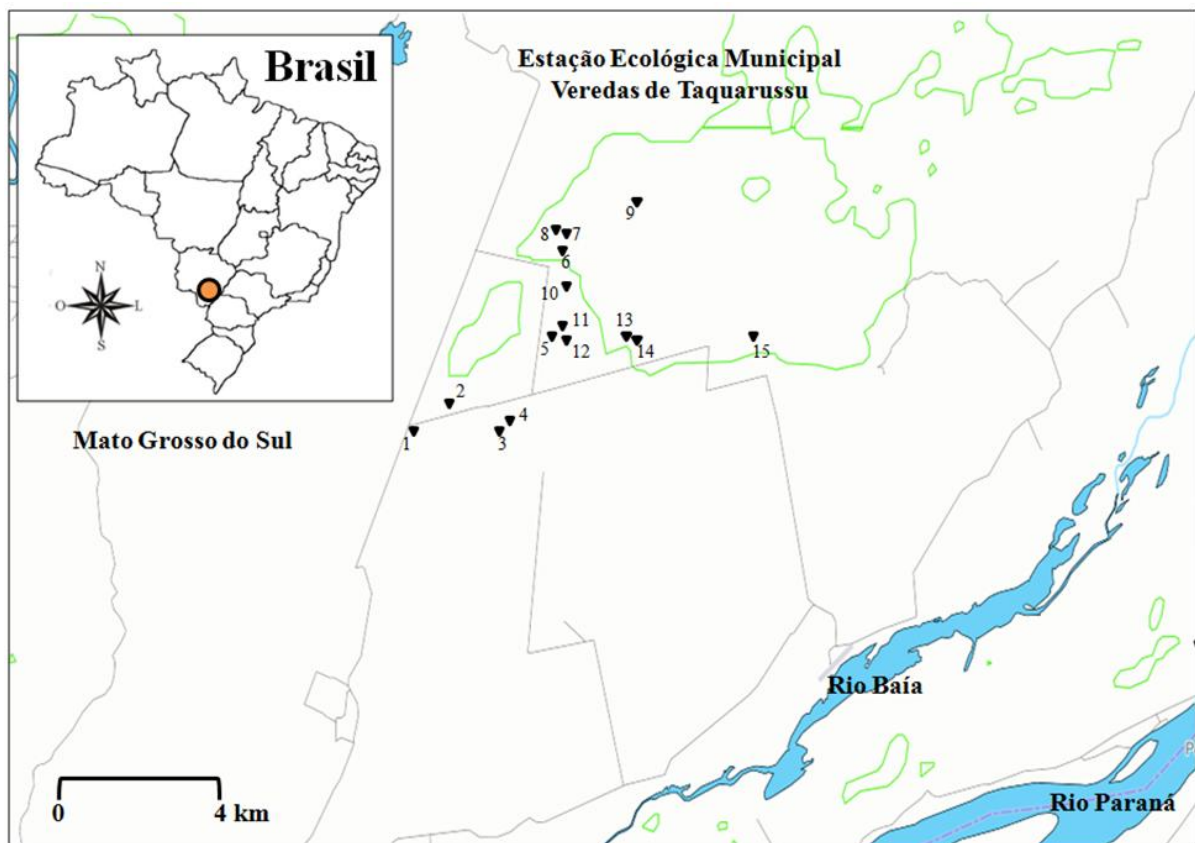 Brasil
N
O
L
S
Estação Ecológica Municipal
Veredas de Taquarussu
9
8
7
6
10
11
5
12
13
14
15
2
4
1
3
Mato Grosso do Sul
Rio Baía
0
4 km
Rio Paraná